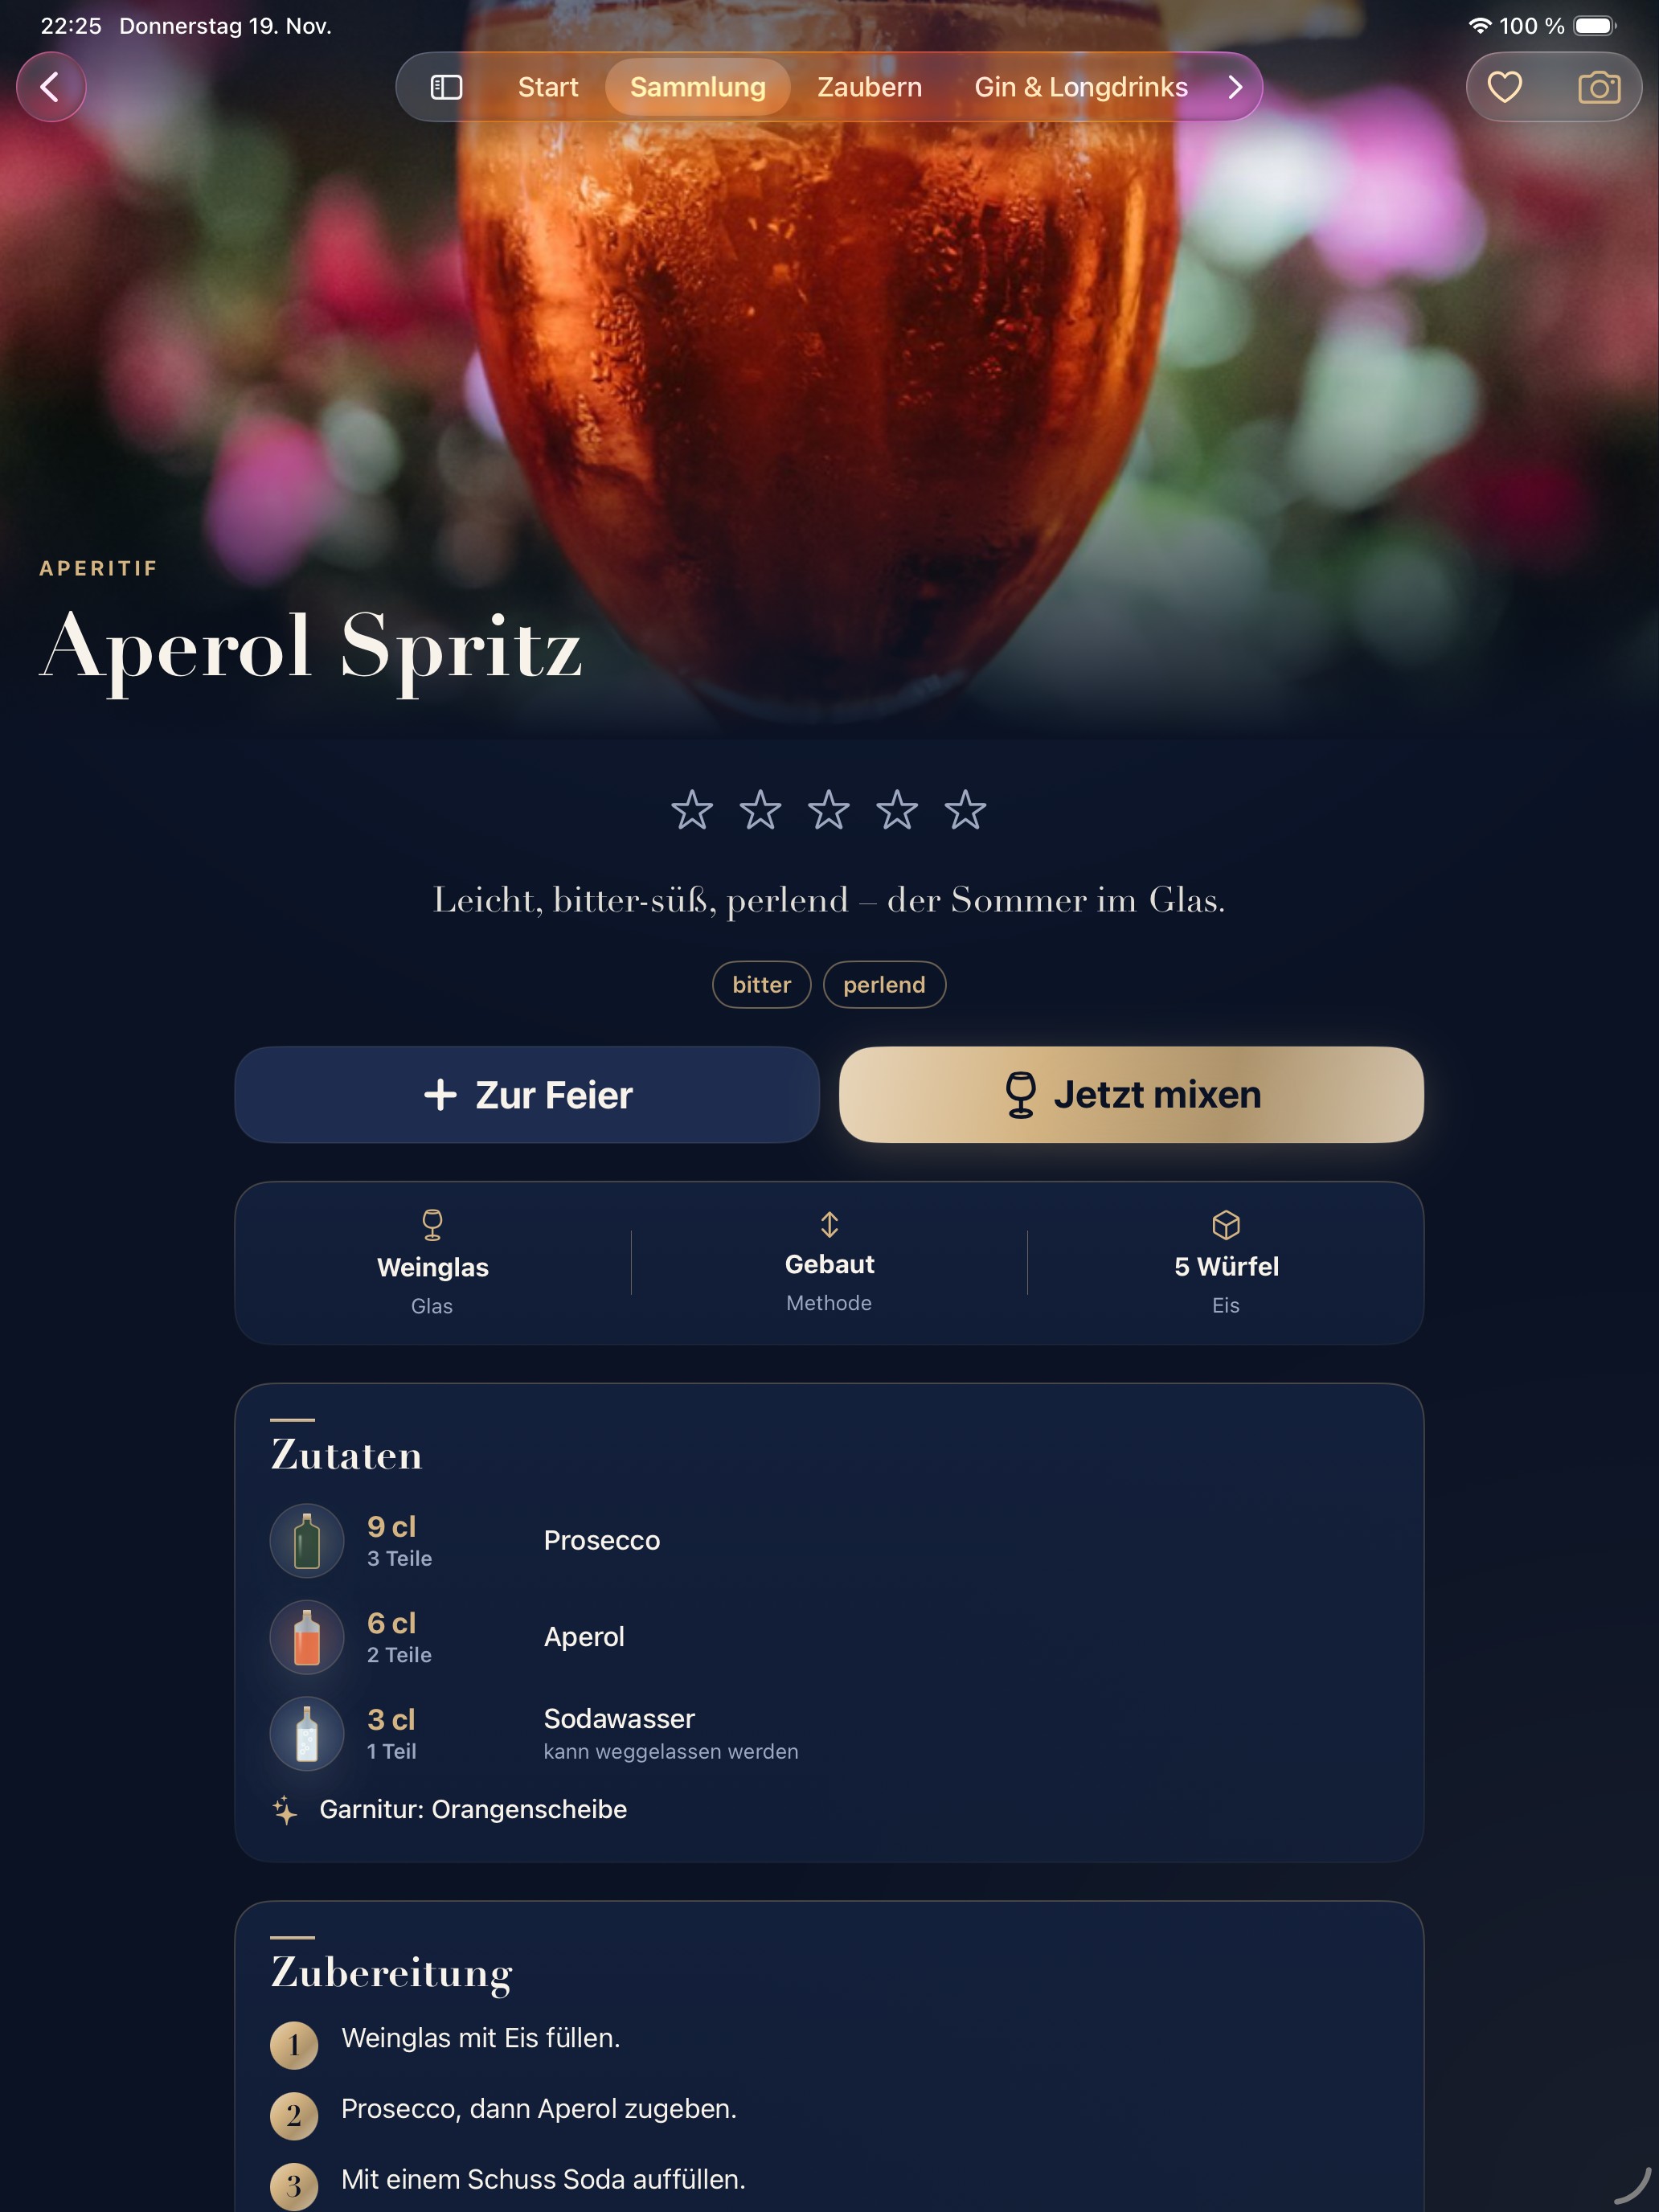 22:25 Donnerstag 19. Nov.
100 %
Start Sammlung Zaubern Gin & Longdrinks
APERITIF
Aperol Spritz
Leicht, bitter-süß, perlend – der Sommer im Glas.
bitter perlend
Zur Feier Jetzt mixen
Weinglas Gebaut 5 Würfel
Glas Methode Eis
Zutaten
9 cl Prosecco
3 Teile
6 cl Aperol
2 Teile
3 cl Sodawasser
1 Teil kann weggelassen werden
Garnitur: Orangenscheibe
Zubereitung
1 Weinglas mit Eis füllen.
2 Prosecco, dann Aperol zugeben.
3 Mit einem Schuss Soda auffüllen.